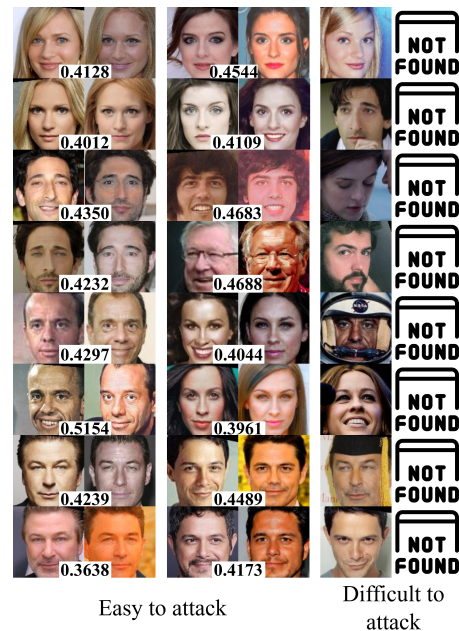 0.4128
0.4544
NOT
FOUND
0.4012
0.4109
NOT
FOUND
0.4350
0.4683
NOT
FOUND
0.4232
0.4688
NOT
FOUND
0.4297
0.4044
NASA
NOT
FOUND
0.5154
0.3961
NOT
FOUND
0.4239
0.4489
NOT
FOUND
0.3638
0.4173
NOT
FOUND
Easy to attack
Difficult to
attack